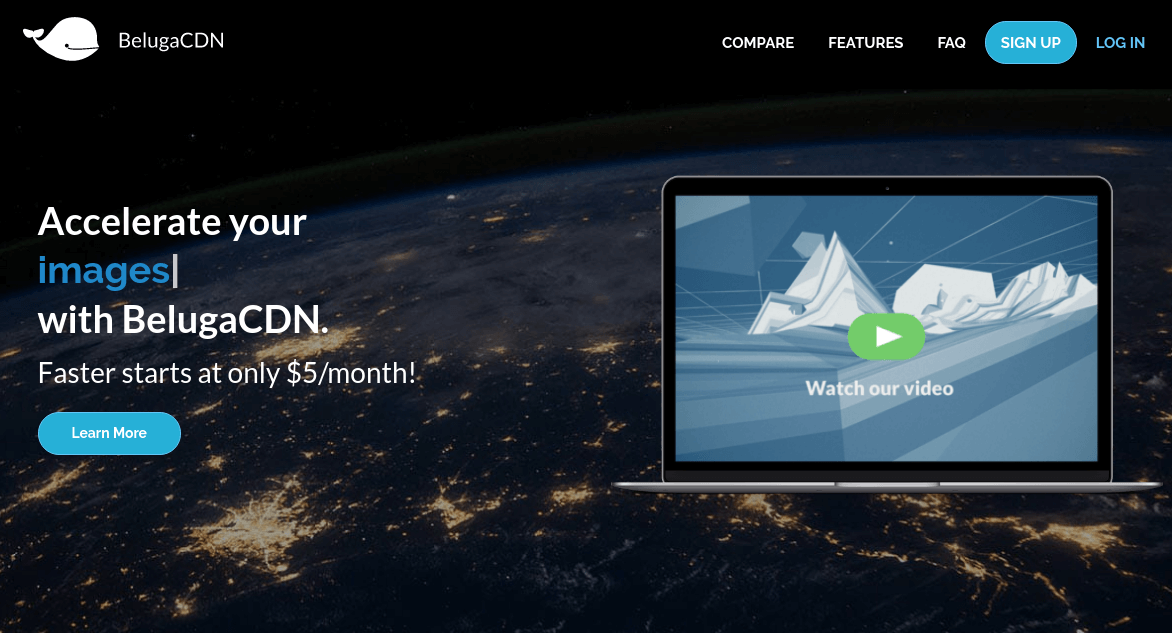 BelugaCDN
COMPARE
FEATURES
FAQ
SIGN UP
LOG IN
Accelerate your
images|
with BelugaCDN.
Faster starts at only $5/month!
Learn More
Watch our video